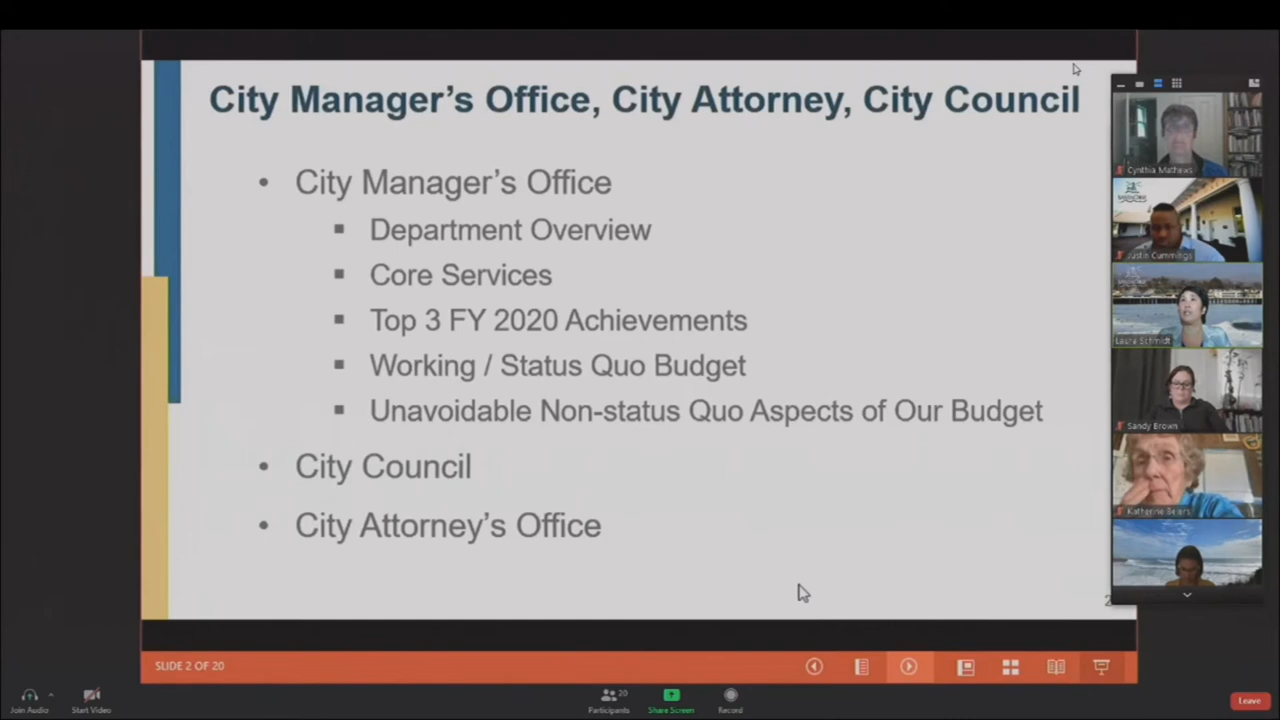 City Manager's Office, City Attorney, City Council
• City Manager's Office
▪ Department Overview
▪ Core Services
▪ Top 3 FY 2020 Achievements
▪ Working / Status Quo Budget
▪ Unavoidable Non-status Quo Aspects of Our Budget
• City Council
• City Attorney's Office
Cynthia Mathews
Justin Cummings
Laura Schmidt
Sandy Brown
Katherine Beiers
SLIDE 2 OF 20
Join Audio
Start Video
20
Participants
Share Screen
Record
Leave